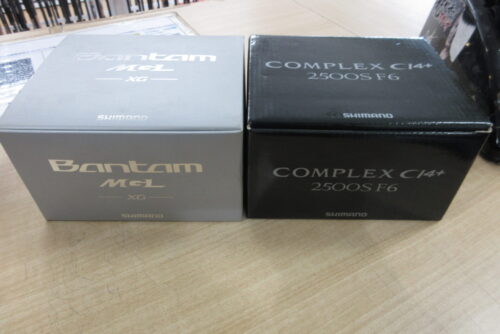 Bantam
MGL
XG
SHIMANO
Bantam
MGL
XG
SHIMANO
COMPLEX CI4+
2500S F6
SHIMANO
COMPLEX CI4+
2500S F6
SHIMANO